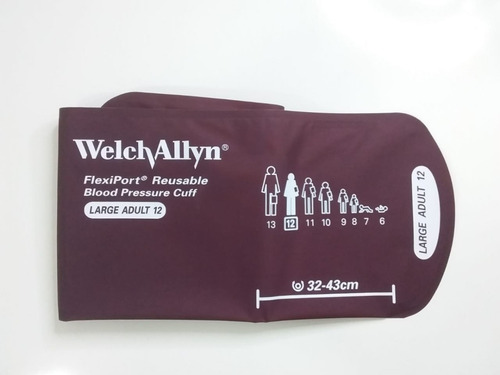 WelchAllyn®
FlexiPort® Reusable
Blood Pressure Cuff
LARGE ADULT 12
13 12 11 10 9 8 7 6
32-43cm
LARGE ADULT 12